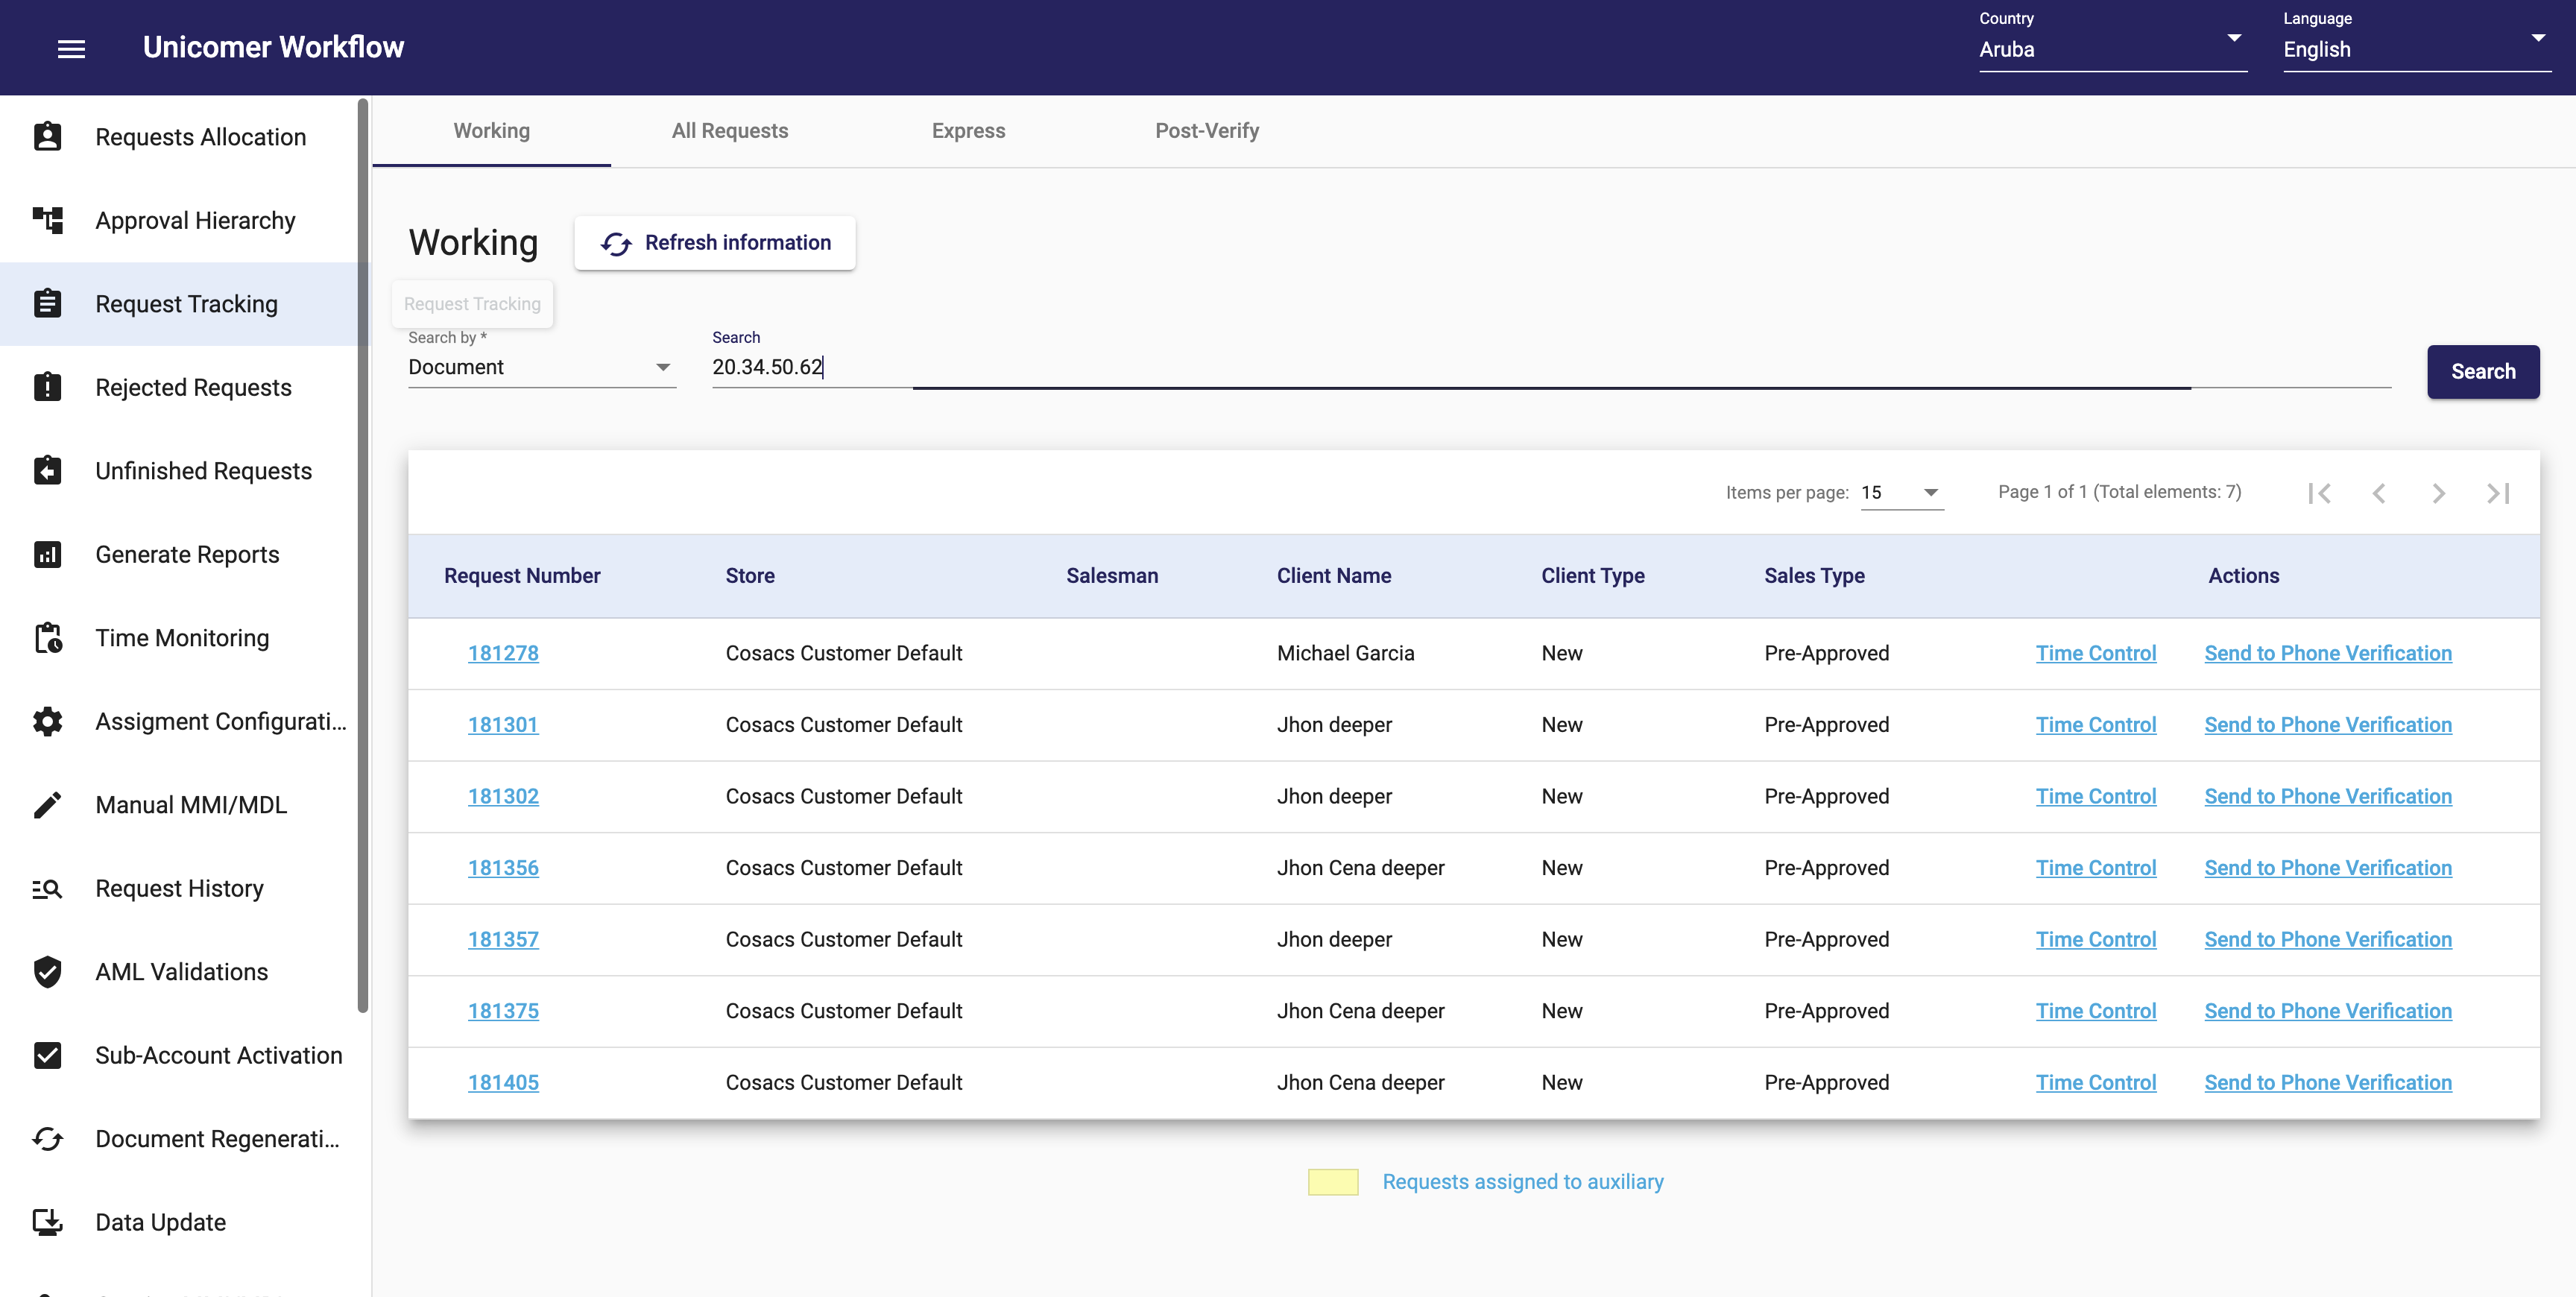 Unicomer Workflow
Country
Aruba
Language
English
Requests Allocation
Approval Hierarchy
Request Tracking
Rejected Requests
Unfinished Requests
Generate Reports
Time Monitoring
Assigment Configurati...
Manual MMI/MDL
Request History
AML Validations
Sub-Account Activation
Document Regenerati...
Data Update
Working All Requests Express Post-Verify
Working
Refresh information
Request Tracking
Search by *
Document
Search
20.34.50.62
Search
Items per page: 15 Page 1 of 1 (Total elements: 7)
Request Number Store Salesman Client Name Client Type Sales Type Actions
181278 Cosacs Customer Default Michael Garcia New Pre-Approved Time Control Send to Phone Verification
181301 Cosacs Customer Default Jhon deeper New Pre-Approved Time Control Send to Phone Verification
181302 Cosacs Customer Default Jhon deeper New Pre-Approved Time Control Send to Phone Verification
181356 Cosacs Customer Default Jhon Cena deeper New Pre-Approved Time Control Send to Phone Verification
181357 Cosacs Customer Default Jhon deeper New Pre-Approved Time Control Send to Phone Verification
181375 Cosacs Customer Default Jhon Cena deeper New Pre-Approved Time Control Send to Phone Verification
181405 Cosacs Customer Default Jhon Cena deeper New Pre-Approved Time Control Send to Phone Verification
Requests assigned to auxiliary